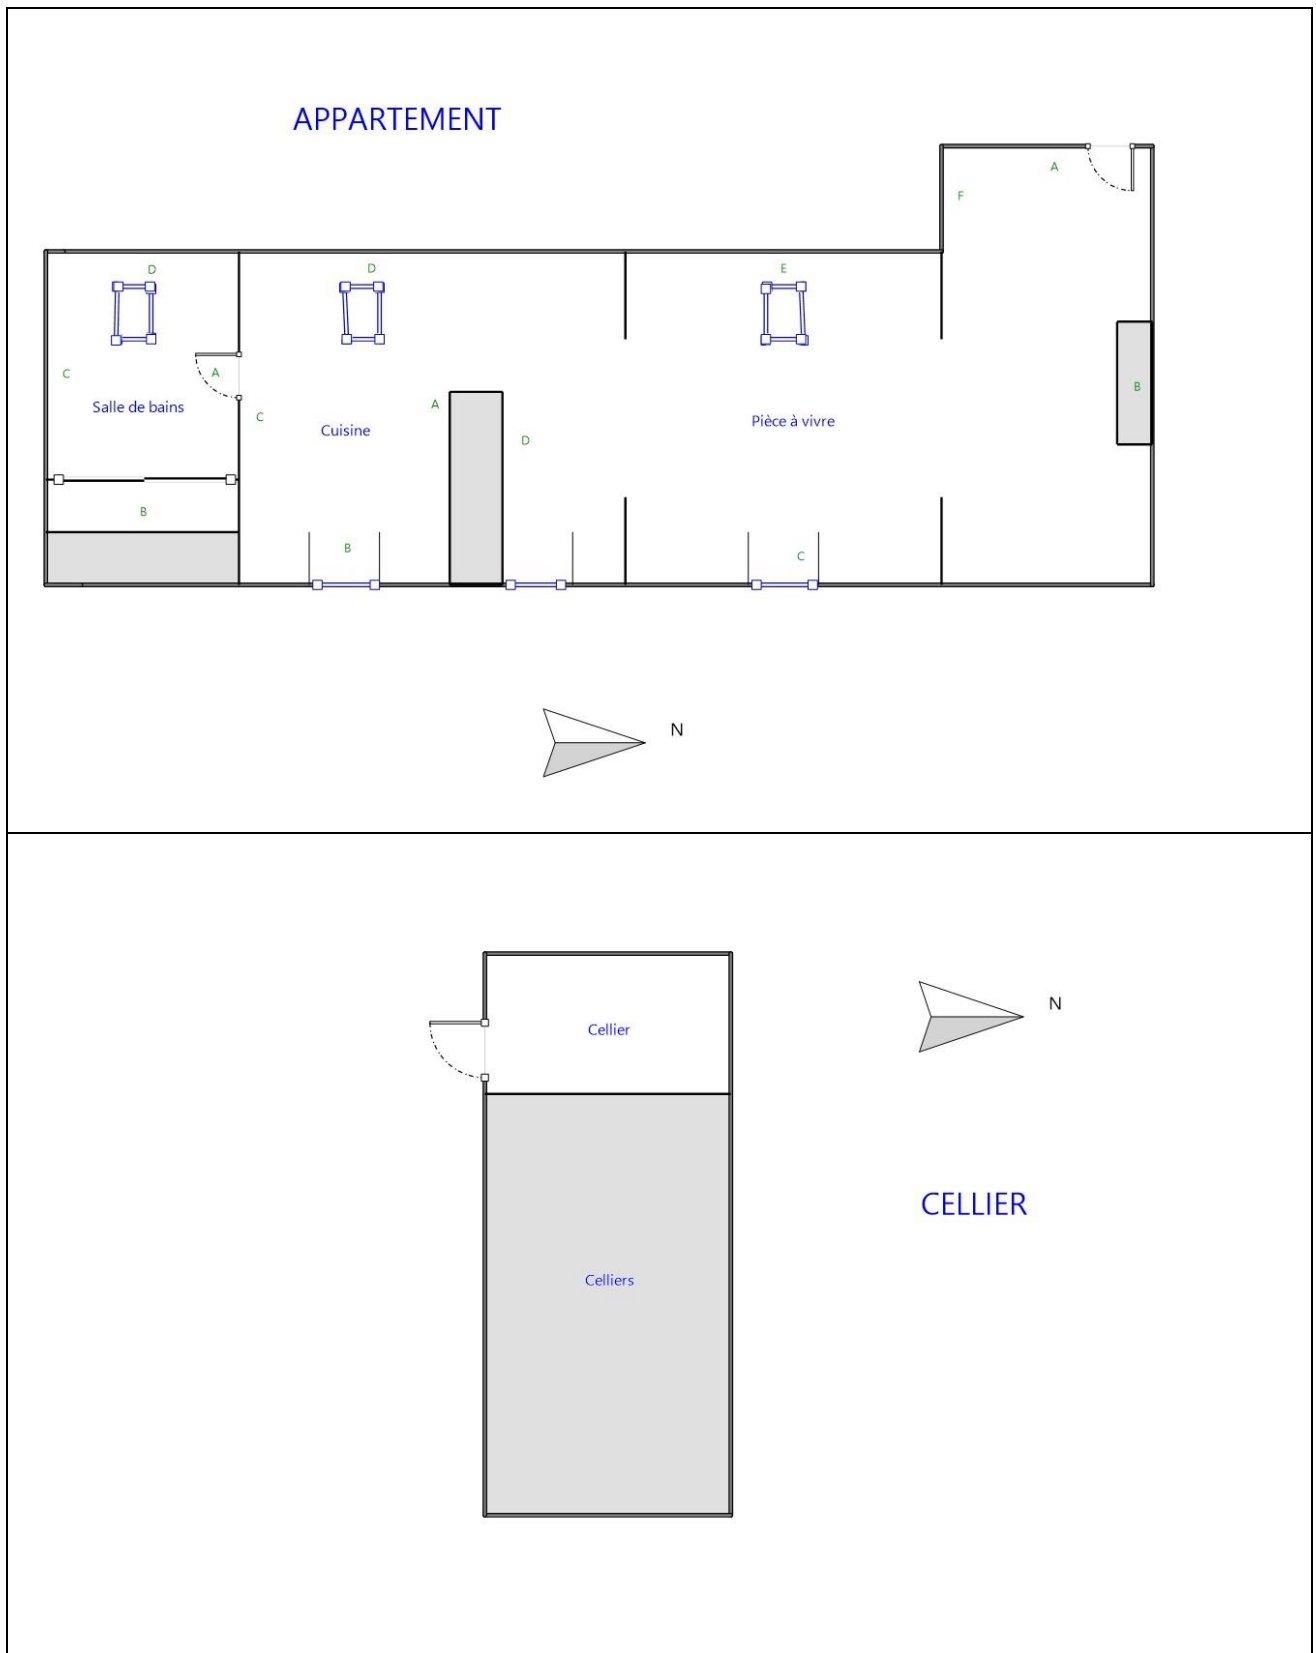 APPARTEMENT
A
F
D
D
E
C
A
B
Salle de bains
A
C
Cuisine
D
Pièce à vivre
B
B
C
N
N
Cellier
CELLIER
Celliers